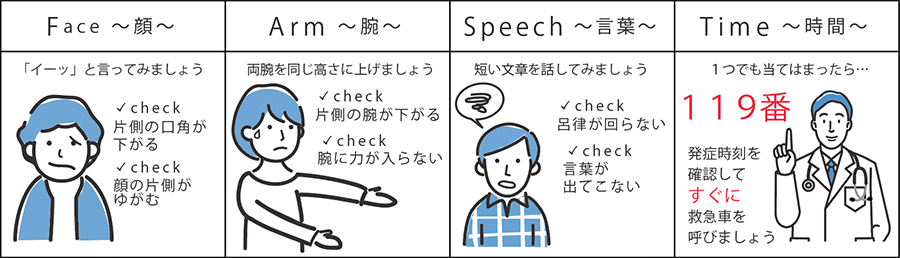 Face ～顔～
「イーッ」と言ってみましょう
✓check
片側の口角が
下がる
✓check
顔の片側が
ゆがむ
Arm ～腕～
両腕を同じ高さに上げましょう
✓check
片側の腕が下がる
✓check
腕に力が入らない
Speech ～言葉～
短い文章を話してみましょう
✓check
呂律が回らない
✓check
言葉が
出てこない
Time ～時間～
1つでも当てはまったら…
119番
発症時刻を
確認して
すぐに
救急車を
呼びましょう